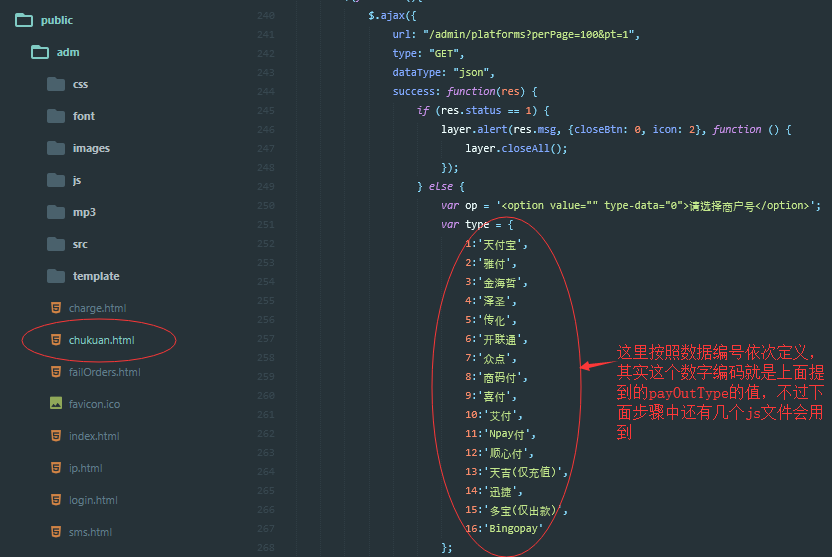 public
adm
css
font
images
js
mp3
src
template
charge.html
chukuan.html
failOrders.html
favicon.ico
index.html
ip.html
login.html
sms.html
240 $.ajax({
241 url: "/admin/platforms?perPage=100&pt=1",
242 type: "GET",
243 dataType: "json",
244 success: function(res) {
245 if (res.status == 1) {
246 layer.alert(res.msg, {closeBtn: 0, icon: 2}, function () {
247 layer.closeAll();
248 });
249 } else {
250 var op = '<option value="" type-data="0">请选择商户号</option>';
251 var type = {
252 1:'天付宝',
253 2:'雅付',
254 3:'金海哲',
255 4:'泽圣',
256 5:'传化',
257 6:'开联通',
258 7:'众点',
259 8:'商码付',
260 9:'喜付',
261 10:'艾付',
262 11:'Npay付',
263 12:'顺心付',
264 13:'天吉(仅充值)',
265 14:'迅捷',
266 15:'多宝(仅出款)',
267 16:'Bingopay'
268 };
这里按照数据编号依次定义,
其实这个数字编码就是上面提
到的payOutType的值，不过下
面步骤中还有几个js文件会用
到